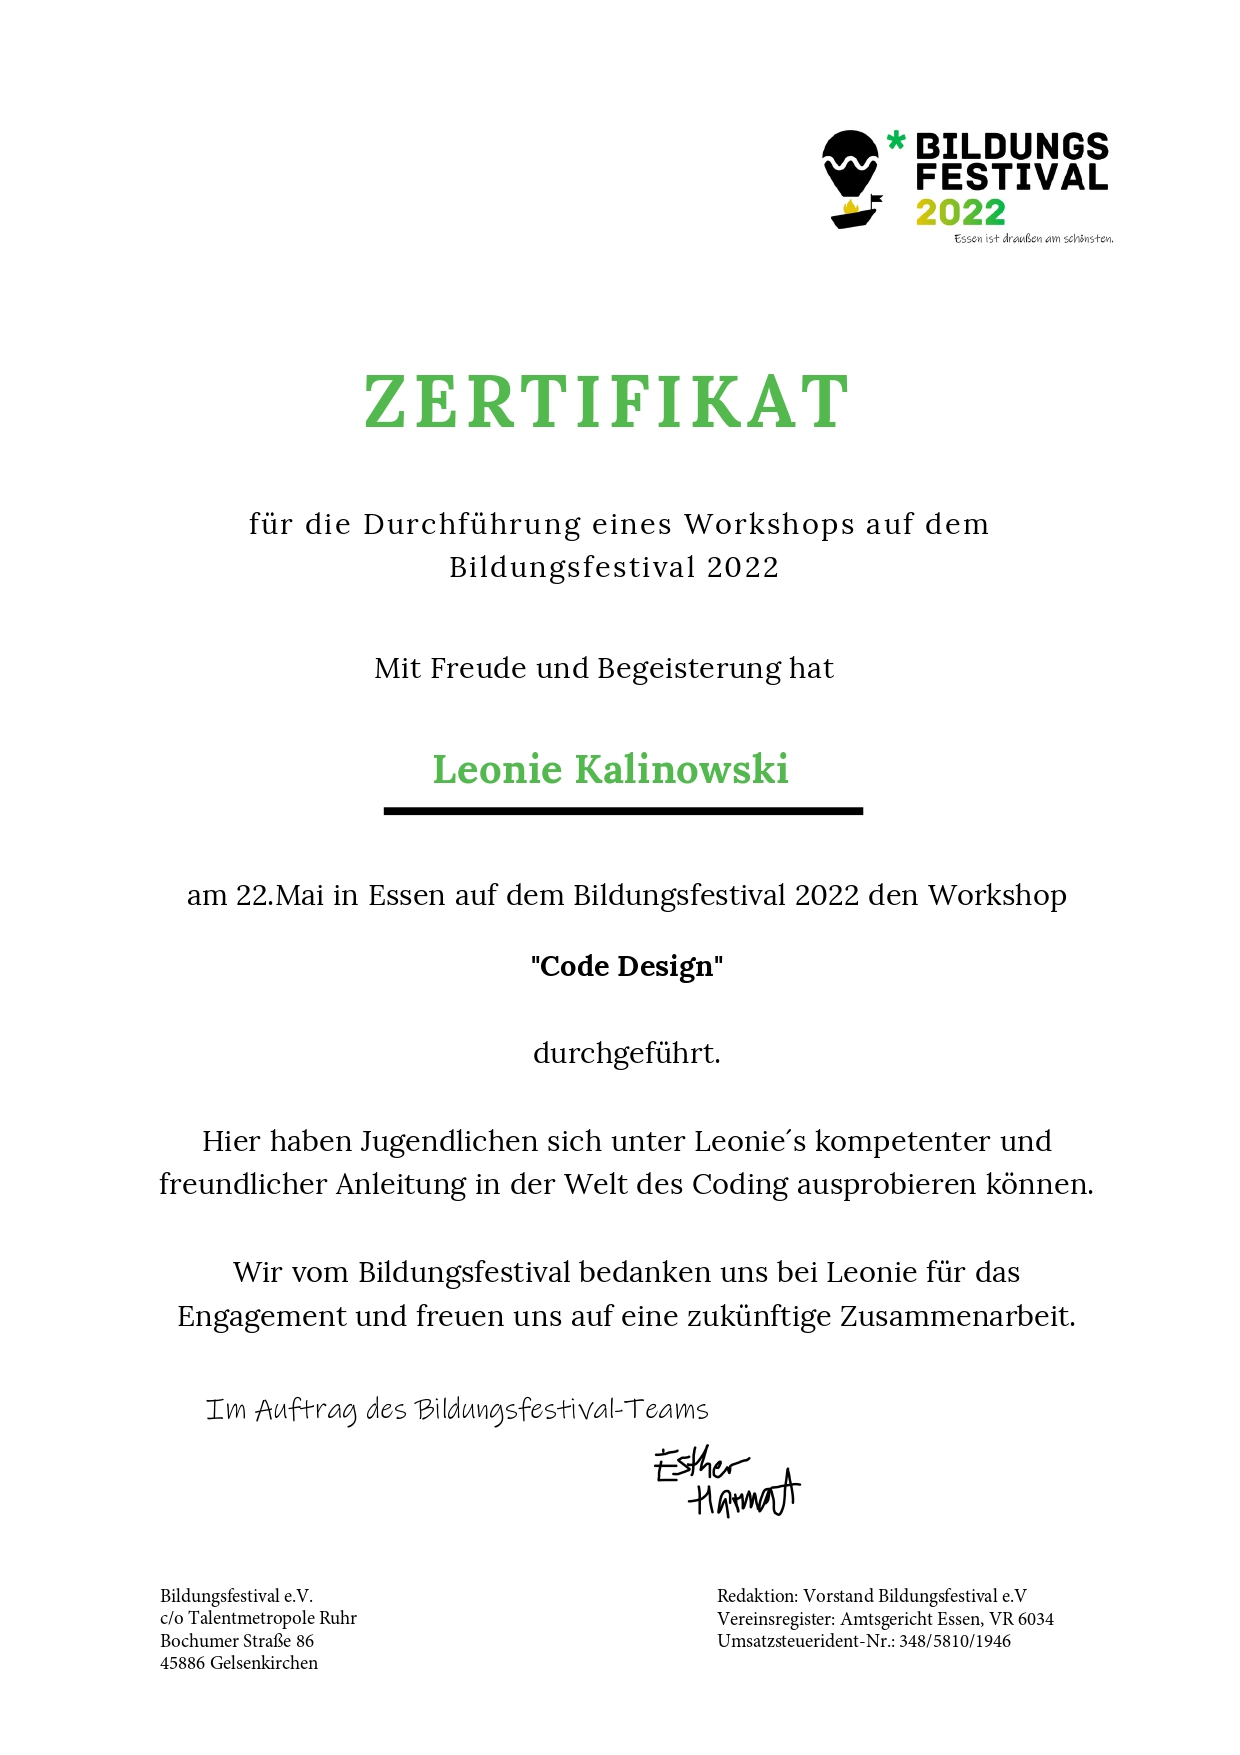 * BILDUNGS
FESTIVAL
2022
Essen ist draußen am schönsten.
ZERTIFIKAT
für die Durchführung eines Workshops auf dem
Bildungsfestival 2022
Mit Freude und Begeisterung hat
Leonie Kalinowski
am 22.Mai in Essen auf dem Bildungsfestival 2022 den Workshop
"Code Design"
durchgeführt.
Hier haben Jugendlichen sich unter Leonie´s kompetenter und
freundlicher Anleitung in der Welt des Coding ausprobieren können.
Wir vom Bildungsfestival bedanken uns bei Leonie für das
Engagement und freuen uns auf eine zukünftige Zusammenarbeit.
Im Auftrag des Bildungsfestival-Teams
Esther
Bildungsfestival e.V.
c/o Talentmetropole Ruhr
Bochumer Straße 86
45886 Gelsenkirchen
Redaktion: Vorstand Bildungsfestival e.V
Vereinsregister: Amtsgericht Essen, VR 6034
Umsatzsteuerident-Nr.: 348/5810/1946